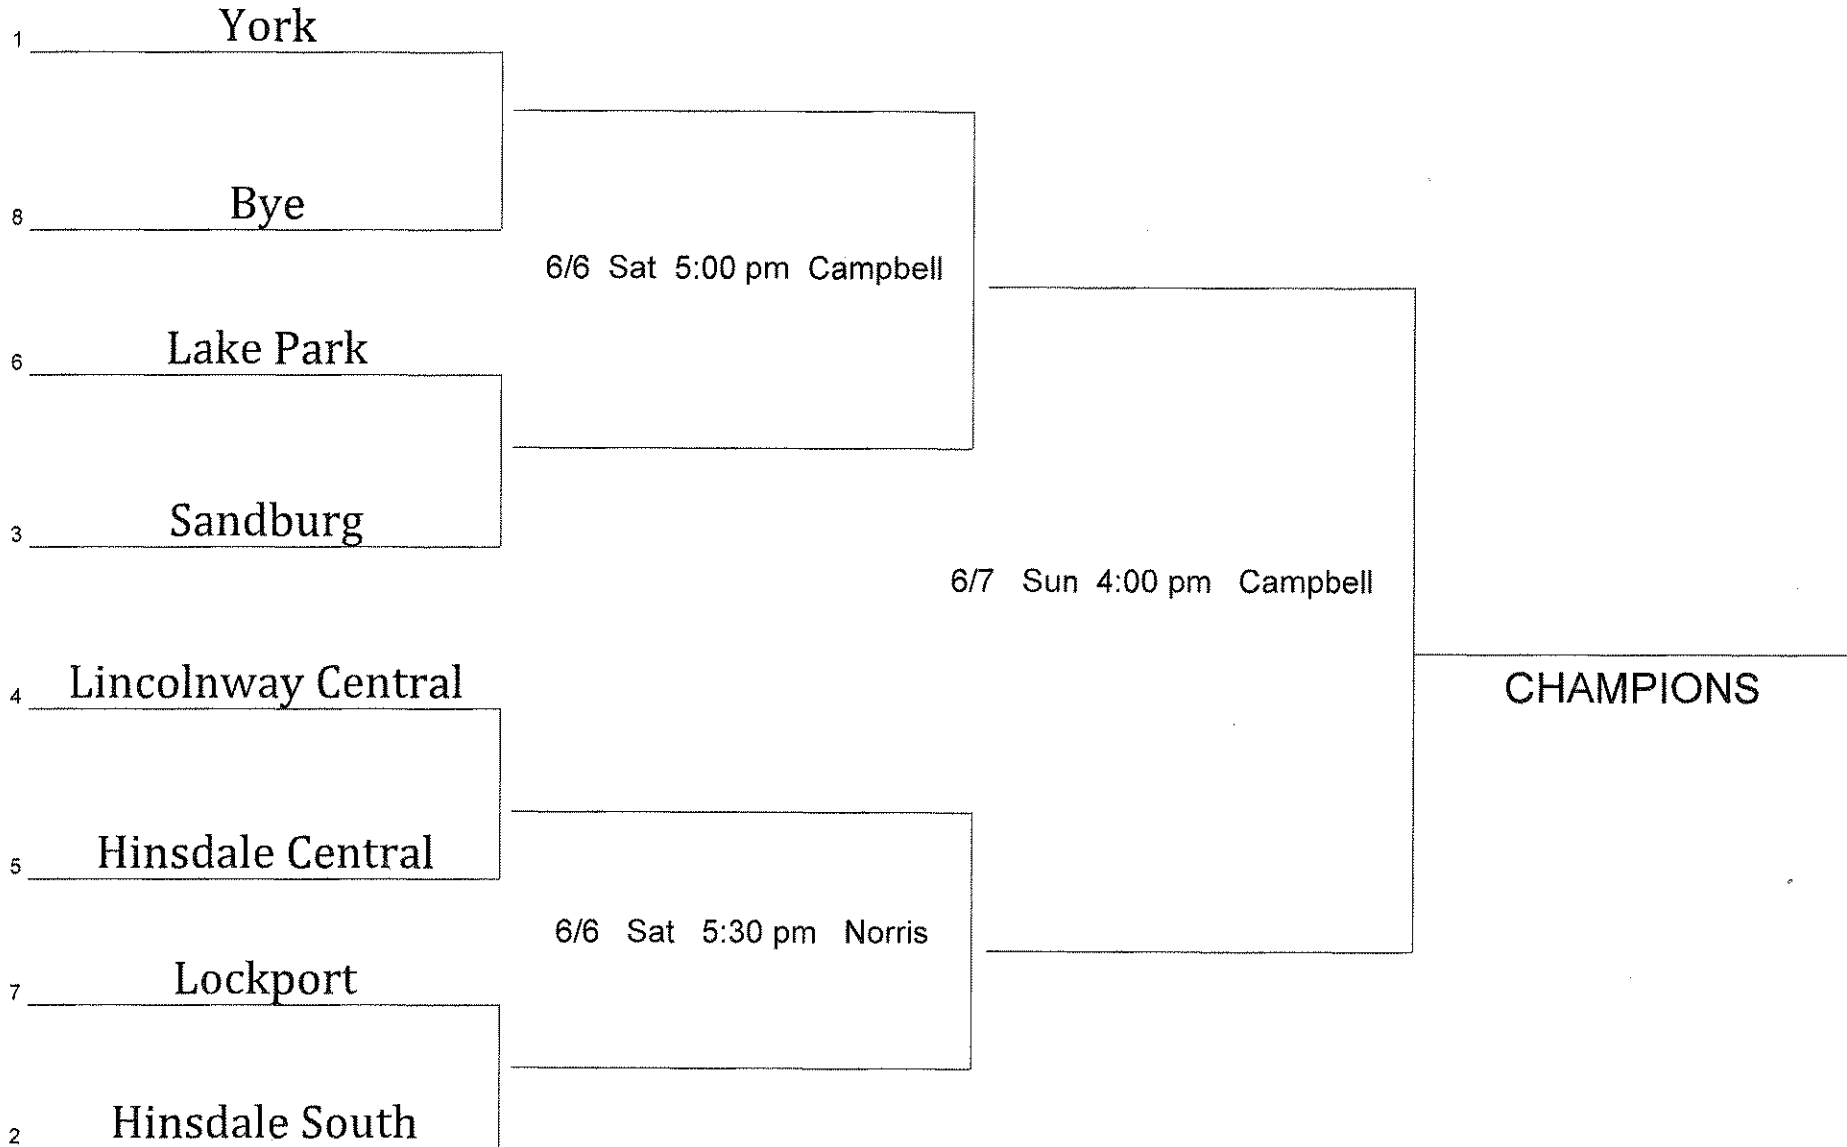 1 York
8 Bye
6/6 Sat 5:00 pm Campbell
6 Lake Park
3 Sandburg
6/7 Sun 4:00 pm Campbell
4 Lincolnway Central
CHAMPIONS
5 Hinsdale Central
6/6 Sat 5:30 pm Norris
7 Lockport
2 Hinsdale South